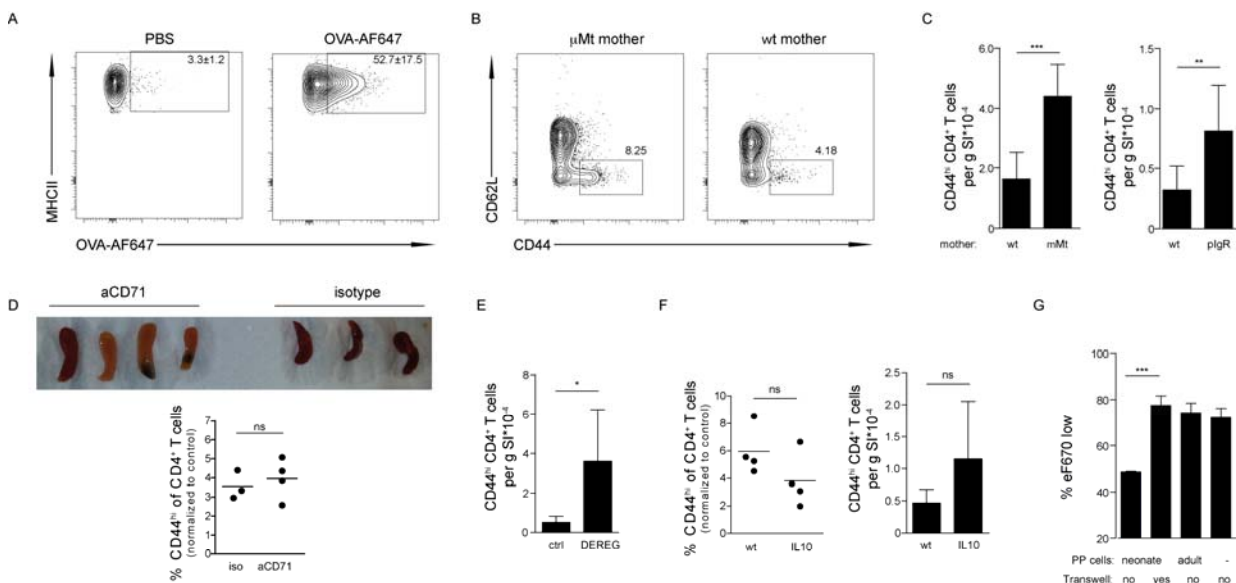 A
PBS
OVA-AF647
3.3±1.2
52.7±17.5
MHCII
OVA-AF647
B
μMt mother
wt mother
8.25
4.18
CD62L
CD44
C
CD44hi CD4+ T cells
per g SI*10-4
6.0
4.0
2.0
0
***
mother:
wt
mMt
CD44hi CD4+ T cells
per g SI*10-4
1.5
1.0
0.5
0
**
wt
pIgR
D
aCD71
isotype
% CD44hi of CD4+ T cells
(normalized to control)
7
6
5
4
3
2
1
0
ns
iso
aCD71
E
CD44hi CD4+ T cells
per g SI*10-4
8
6
4
2
0
*
ctrl
DEREG
F
% CD44hi of CD4+ T cells
(normalized to control)
10
8
6
4
2
0
ns
wt
IL10
CD44hi CD4+ T cells
per g SI*10-4
2.5
2.0
1.5
1.0
0.5
0
ns
wt
IL10
G
% eF670 low
100
80
60
40
20
***
PP cells: neonate adult -
Transwell: no yes no no